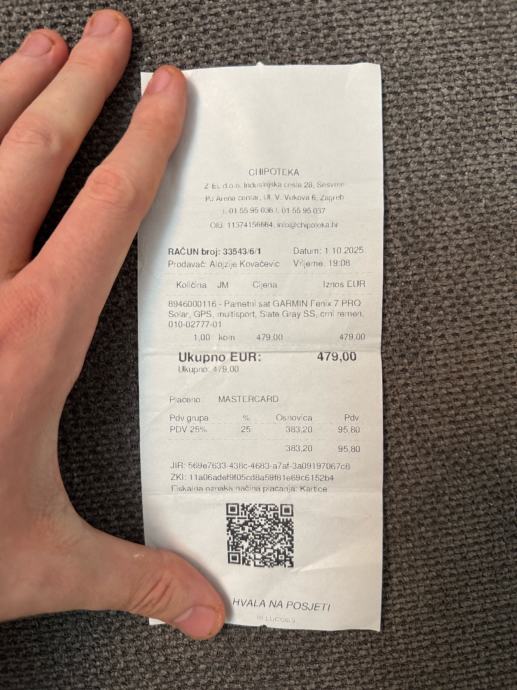 CHIPOTEKA
Z-EL d.o.o. Industrijska cesta 28, Sesvete
PJ Arena centar, Ul. V. Vukova 6, Zagreb
t. 01 55 95 036 f. 01 55 95 037
OIB: 11374156664, info@chipoteka.hr
RAČUN broj: 33543/6/1 Datum: 1.10.2025.
Prodavač: Alojzije Kovačević Vrijeme: 19:08
Količina JM Cijena Iznos EUR
8946000116 - Pametni sat GARMIN Fenix 7 PRO
Solar, GPS, multisport, Slate Gray SS, crni remen,
010-02777-01
1,00 kom 479,00 479,00
Ukupno EUR: 479,00
Ukupno: 479,00
Plaćeno: MASTERCARD
Pdv grupa % Osnovica Pdv
PDV 25% 25 383,20 95,80
383,20 95,80
JIR: 569e7633-438c-4683-a7af-3a09197067c6
ZKI: 11a06adef9f05cd8a58f81e69c6152b4
Fiskalna oznaka načina plaćanja: Kartice
HVALA NA POSJETI